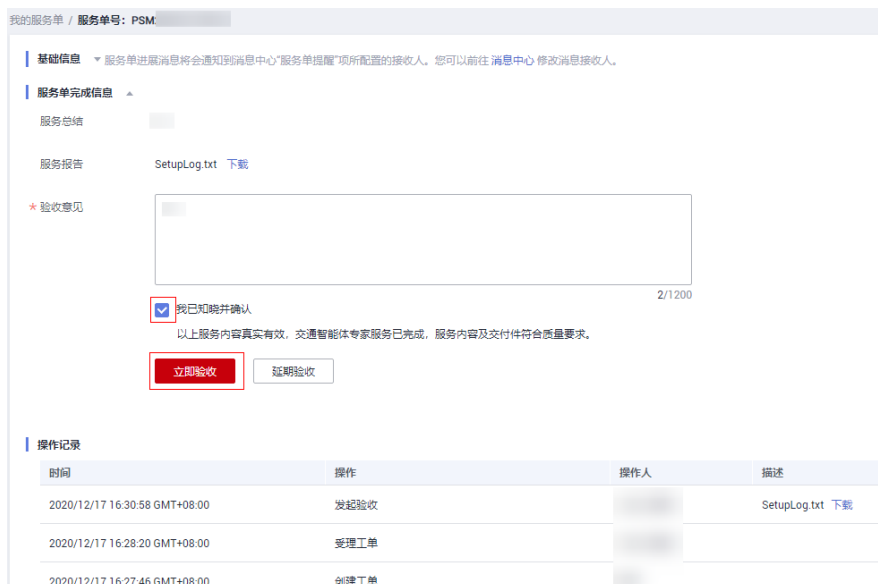 我的服务单 / 服务单号：PSM
基础信息 服务单进展消息将会通知到消息中心“服务单提醒”项所配置的接收人。您可以前往 消息中心 修改消息接收人。
服务单完成信息
服务总结
服务报告 SetupLog.txt 下载
* 验收意见
2/1200
我已知晓并确认
以上服务内容真实有效，交通智能体专家服务已完成，服务内容及交付件符合质量要求。
立即验收 延期验收
操作记录
时间 操作 操作人 描述
2020/12/17 16:30:58 GMT+08:00 发起验收 SetupLog.txt 下载
2020/12/17 16:28:20 GMT+08:00 受理工单
2020/12/17 16:27:46 GMT+08:00 创建工单